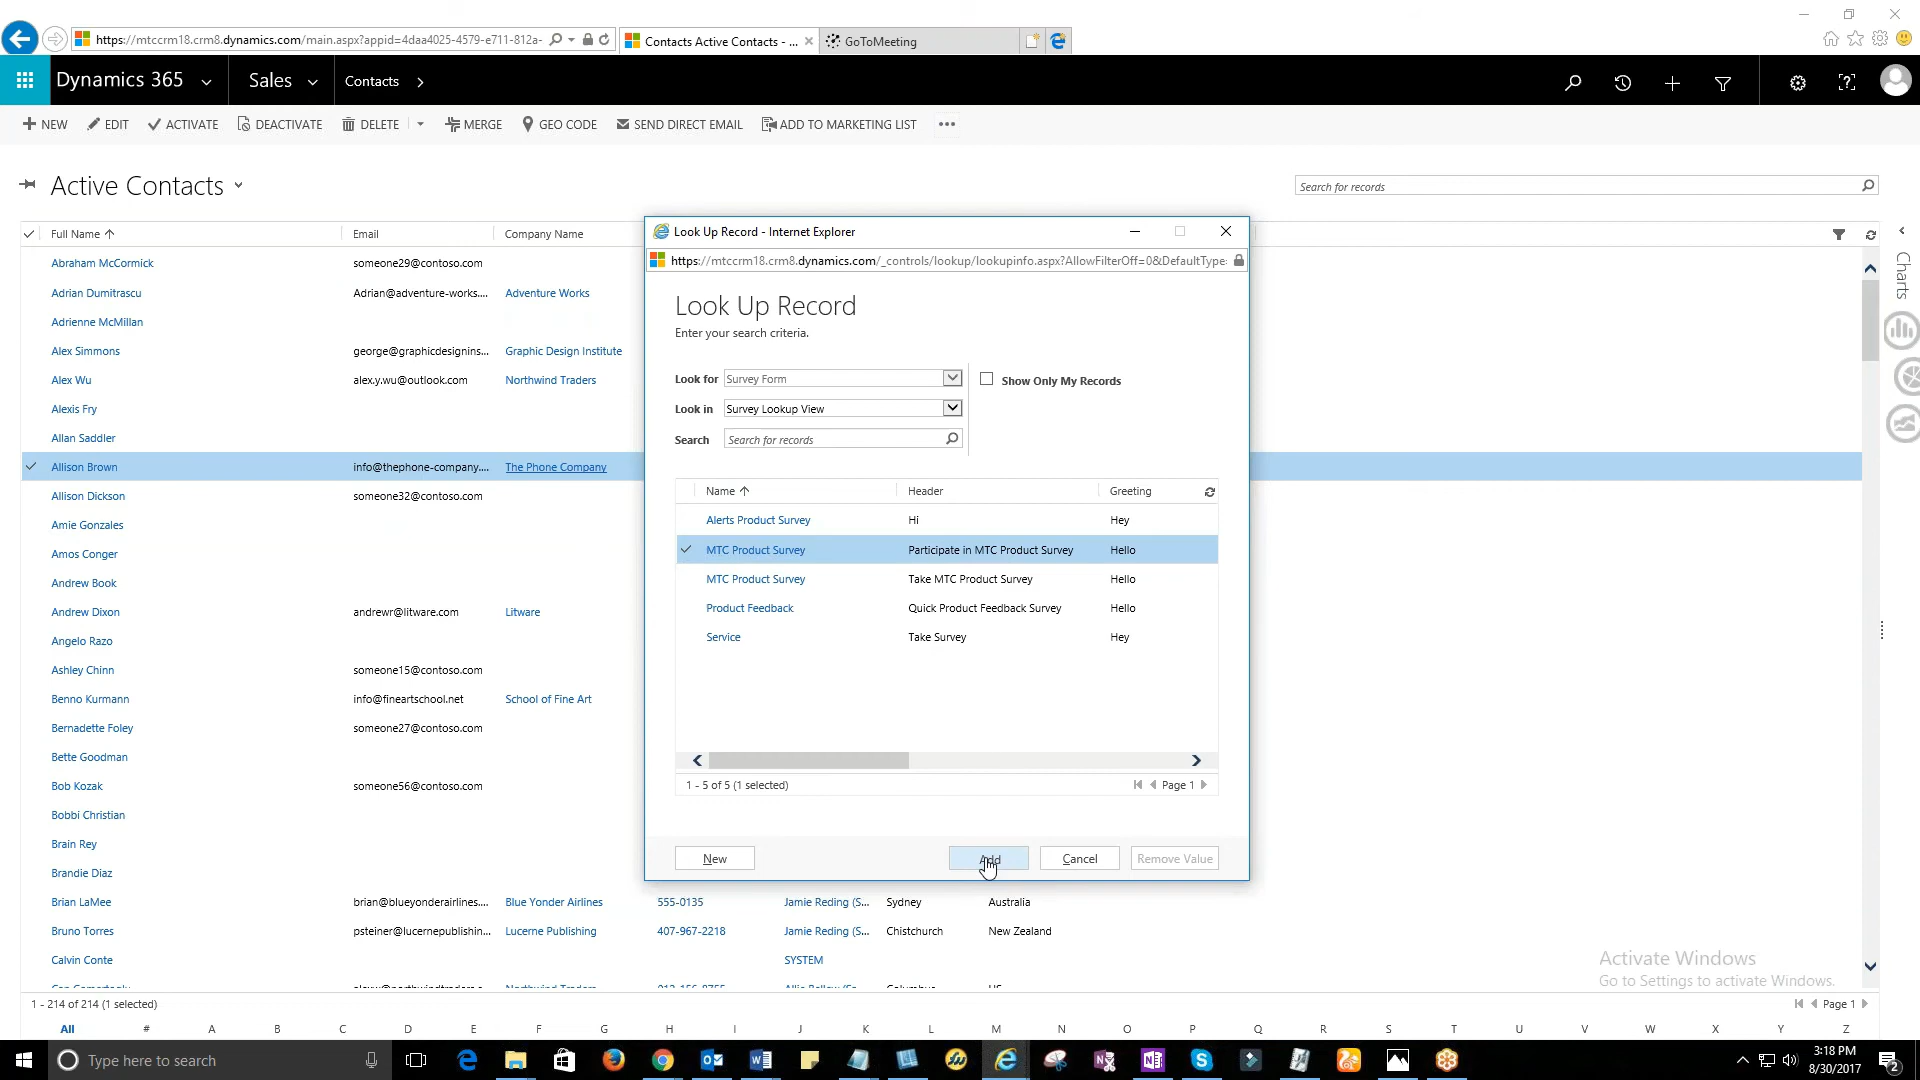 https://mtccrm18.crm8.dynamics.com/main.aspx?appid=4daa4025-4579-e711-812a-
Contacts Active Contacts - ...
GoToMeeting
Dynamics 365
Sales
Contacts
NEW EDIT ACTIVATE DEACTIVATE DELETE MERGE GEO CODE SEND DIRECT EMAIL ADD TO MARKETING LIST
Active Contacts
Search for records
Full Name Email Company Name
Abraham McCormick someone29@contoso.com
Adrian Dumitrascu Adrian@adventure-works.... Adventure Works
Adrienne McMillan
Alex Simmons george@graphicdesignins... Graphic Design Institute
Alex Wu alex.y.wu@outlook.com Northwind Traders
Alexis Fry
Allan Saddler
Allison Brown info@thephone-company.... The Phone Company
Allison Dickson someone32@contoso.com
Amie Gonzales
Amos Conger
Andrew Book
Andrew Dixon andrewr@litware.com Litware
Angelo Razo
Ashley Chinn someone15@contoso.com
Benno Kurmann info@fineartschool.net School of Fine Art
Bernadette Foley someone27@contoso.com
Bette Goodman
Bob Kozak someone56@contoso.com
Bobbi Christian
Brain Rey
Brandie Diaz
Brian LaMee brian@blueyonderairlines.... Blue Yonder Airlines 555-0135 Jamie Reding (S... Sydney Australia
Bruno Torres psteiner@lucernepublishin... Lucerne Publishing 407-967-2218 Jamie Reding (S... Chistchurch New Zealand
Calvin Conte SYSTEM
Look Up Record - Internet Explorer
https://mtccrm18.crm8.dynamics.com/_controls/lookup/lookupinfo.aspx?AllowFilterOff=0&DefaultType:
Look Up Record
Enter your search criteria.
Look for Survey Form
Show Only My Records
Look in Survey Lookup View
Search Search for records
Name Header Greeting
Alerts Product Survey Hi Hey
MTC Product Survey Participate in MTC Product Survey Hello
MTC Product Survey Take MTC Product Survey Hello
Product Feedback Quick Product Feedback Survey Hello
Service Take Survey Hey
1 - 5 of 5 (1 selected) Page 1
New Add Cancel Remove Value
Charts
Activate Windows
Go to Settings to activate Windows.
1 - 214 of 214 (1 selected) Page 1
All # A B C D E F G H I J K L M N O P Q R S T U V W X Y Z
Type here to search
3:18 PM
8/30/2017
2